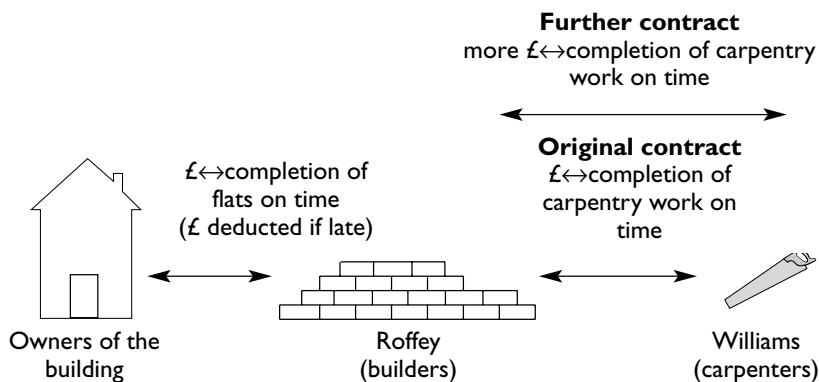 Further contract
more £↔completion of carpentry
work on time
Original contract
£↔completion of
carpentry work on
time
£↔completion of
flats on time
(£ deducted if late)
Owners of the
building
Roffey
(builders)
Williams
(carpenters)